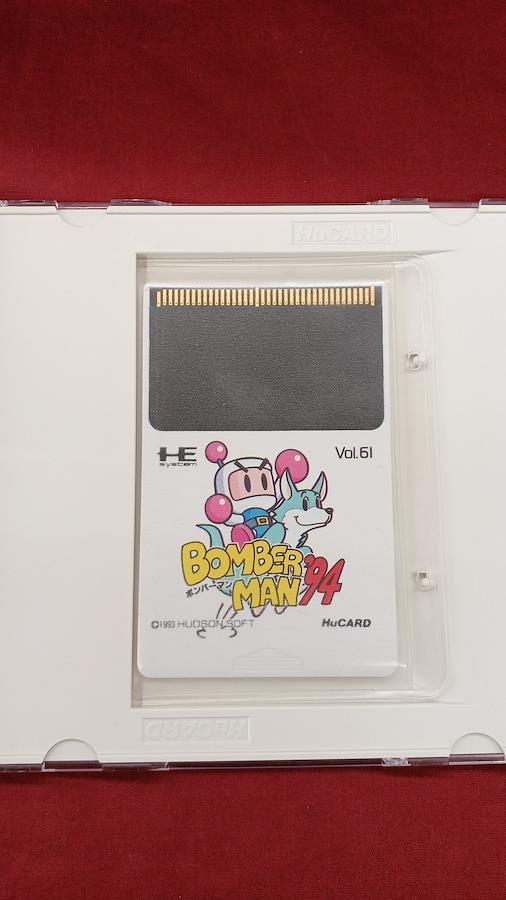 HuCARD
HE
system
Vol.61
BOMBER
ボンバーマン
MAN '94
©1993 HUDSON SOFT
HuCARD
HuCARD